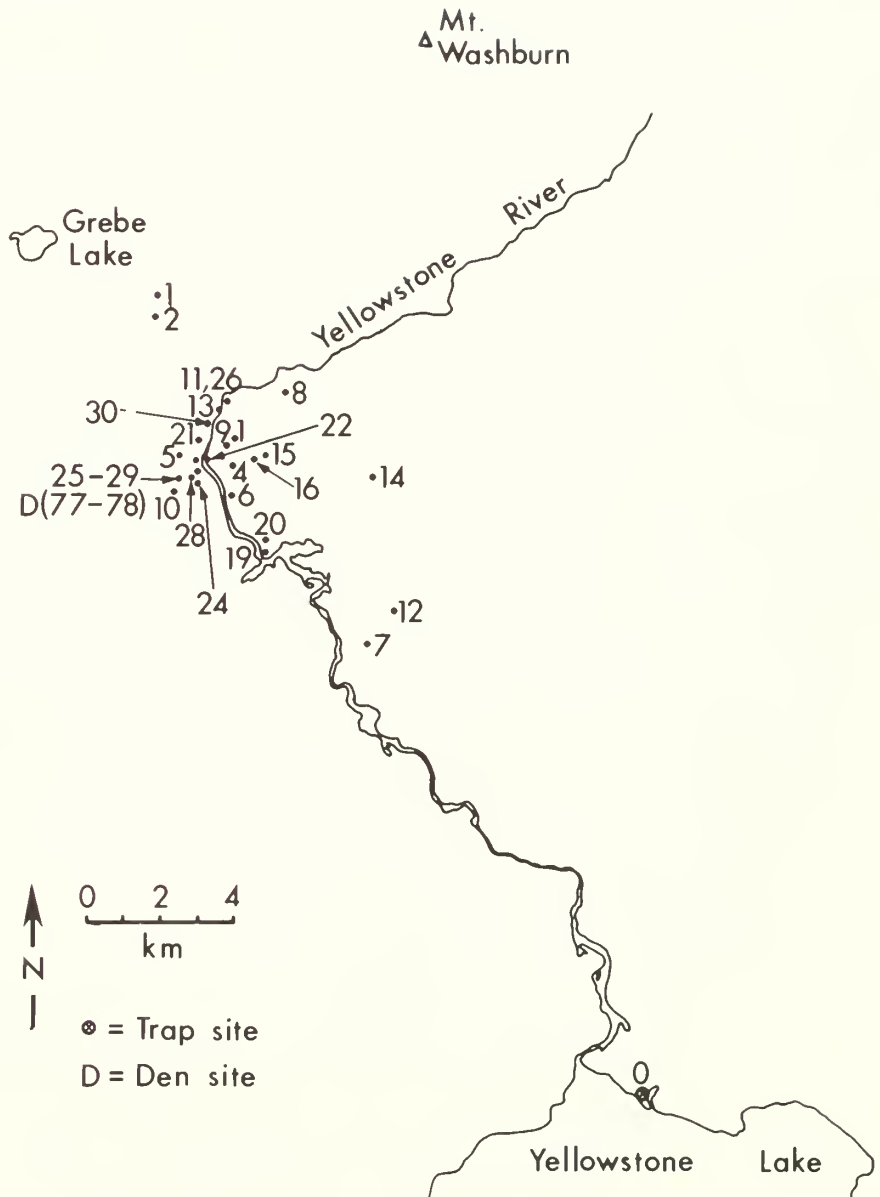 Mt.
Washburn
River
Yellowstone
Grebe
Lake
1
2
11,26
8
13
30-
21
9
1
22
5
15
4
16
14
25-29
D(77-78)
10
6
28
20
19
24
12
7
0 2 4
km
N
= Trap site
D = Den site
0
Yellowstone Lake